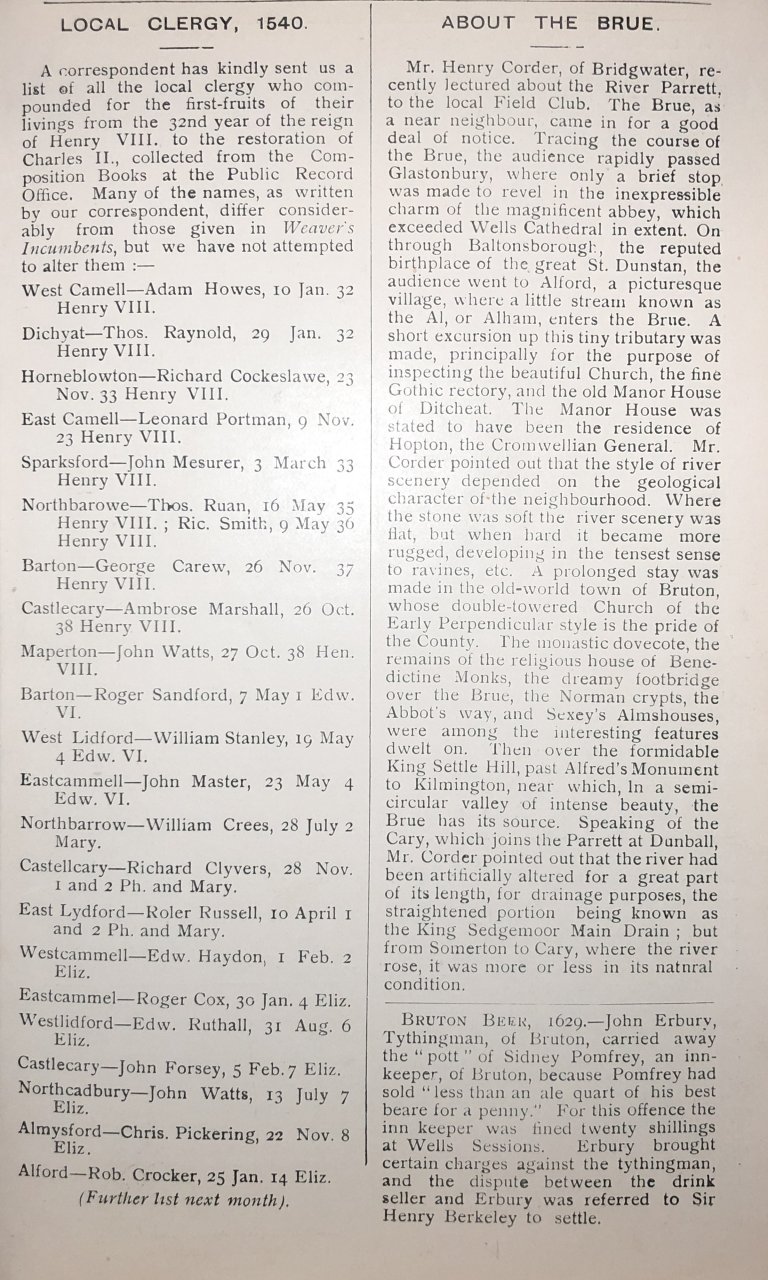 LOCAL CLERGY, 1540.
A correspondent has kindly sent us a
list of all the local clergy who com-
pounded for the first-fruits of their
livings from the 32nd year of the reign
of Henry VIII. to the restoration of
Charles II., collected from the Com-
position Books at the Public Record
Office. Many of the names, as written
by our correspondent, differ consider-
ably from those given in Weaver's
Incumbents, but we have not attempted
to alter them :—
West Camell—Adam Howes, 10 Jan. 32
Henry VIII.
Dichyat—Thos. Raynold, 29 Jan. 32
Henry VIII.
Horneblowton—Richard Cockeslawe, 23
Nov. 33 Henry VIII.
East Camell—Leonard Portman, 9 Nov.
23 Henry VIII.
Sparksford—John Mesurer, 3 March 33
Henry VIII.
Northbarowe—Thos. Ruan, 16 May 35
Henry VIII. ; Ric. Smith, 9 May 36
Henry VIII.
Barton—George Carew, 26 Nov. 37
Henry VIII.
Castlecary—Ambrose Marshall, 26 Oct.
38 Henry VIII.
Maperton—John Watts, 27 Oct. 38 Hen.
VIII.
Barton—Roger Sandford, 7 May 1 Edw.
VI.
West Lidford—William Stanley, 19 May
4 Edw. VI.
Eastcammell—John Master, 23 May 4
Edw. VI.
Northbarrow—William Crees, 28 July 2
Mary.
Castellcary—Richard Clyvers, 28 Nov.
1 and 2 Ph. and Mary.
East Lydford—Roler Russell, 10 April 1
and 2 Ph. and Mary.
Westcammell—Edw. Haydon, 1 Feb. 2
Eliz.
Eastcammel—Roger Cox, 30 Jan. 4 Eliz.
Westlidford—Edw. Ruthall, 31 Aug. 6
Eliz.
Castlecary—John Forsey, 5 Feb. 7 Eliz.
Northcadbury—John Watts, 13 July 7
Eliz.
Almysford—Chris. Pickering, 22 Nov. 8
Eliz.
Alford—Rob. Crocker, 25 Jan. 14 Eliz.
(Further list next month).
ABOUT THE BRUE.
Mr. Henry Corder, of Bridgwater, re-
cently lectured about the River Parrett,
to the local Field Club. The Brue, as
a near neighbour, came in for a good
deal of notice. Tracing the course of
the Brue, the audience rapidly passed
Glastonbury, where only a brief stop
was made to revel in the inexpressible
charm of the magnificent abbey, which
exceeded Wells Cathedral in extent. On
through Baltonsborough, the reputed
birthplace of the great St. Dunstan, the
audience went to Alford, a picturesque
village, where a little stream known as
the Al, or Alham, enters the Brue. A
short excursion up this tiny tributary was
made, principally for the purpose of
inspecting the beautiful Church, the fine
Gothic rectory, and the old Manor House
of Ditcheat. The Manor House was
stated to have been the residence of
Hopton, the Cromwellian General. Mr.
Corder pointed out that the style of river
scenery depended on the geological
character of the neighbourhood. Where
the stone was soft the river scenery was
flat, but when hard it became more
rugged, developing in the tensest sense
to ravines, etc. A prolonged stay was
made in the old-world town of Bruton,
whose double-towered Church of the
Early Perpendicular style is the pride of
the County. The monastic dovecote, the
remains of the religious house of Bene-
dictine Monks, the dreamy footbridge
over the Brue, the Norman crypts, the
Abbot's way, and Sexey's Almshouses,
were among the interesting features
dwelt on. Then over the formidable
King Settle Hill, past Alfred's Monument
to Kilmington, near which, In a semi-
circular valley of intense beauty, the
Brue has its source. Speaking of the
Cary, which joins the Parrett at Dunball,
Mr. Corder pointed out that the river had
been artificially altered for a great part
of its length, for drainage purposes, the
straightened portion being known as
the King Sedgemoor Main Drain ; but
from Somerton to Cary, where the river
rose, it was more or less in its natnral
condition.
BRUTON BEER, 1629.—John Erbury,
Tythingman, of Bruton, carried away
the "pott" of Sidney Pomfrey, an inn-
keeper, of Bruton, because Pomfrey had
sold "less than an ale quart of his best
beare for a penny." For this offence the
inn keeper was fined twenty shillings
at Wells Sessions. Erbury brought
certain charges against the tythingman,
and the dispute between the drink
seller and Erbury was referred to Sir
Henry Berkeley to settle.